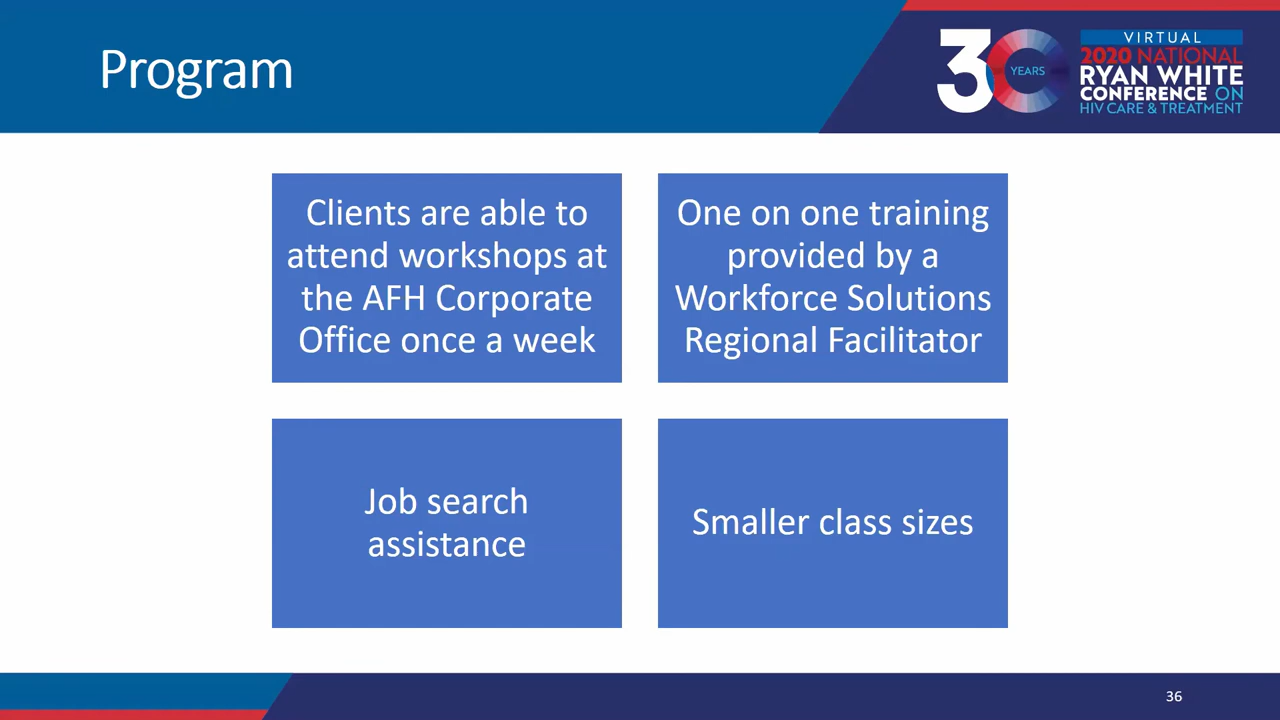 Program
30
YEARS
VIRTUAL
2020 NATIONAL
RYAN WHITE
CONFERENCE ON
HIV CARE & TREATMENT
Clients are able to
attend workshops at
the AFH Corporate
Office once a week
One on one training
provided by a
Workforce Solutions
Regional Facilitator
Job search
assistance
Smaller class sizes
36